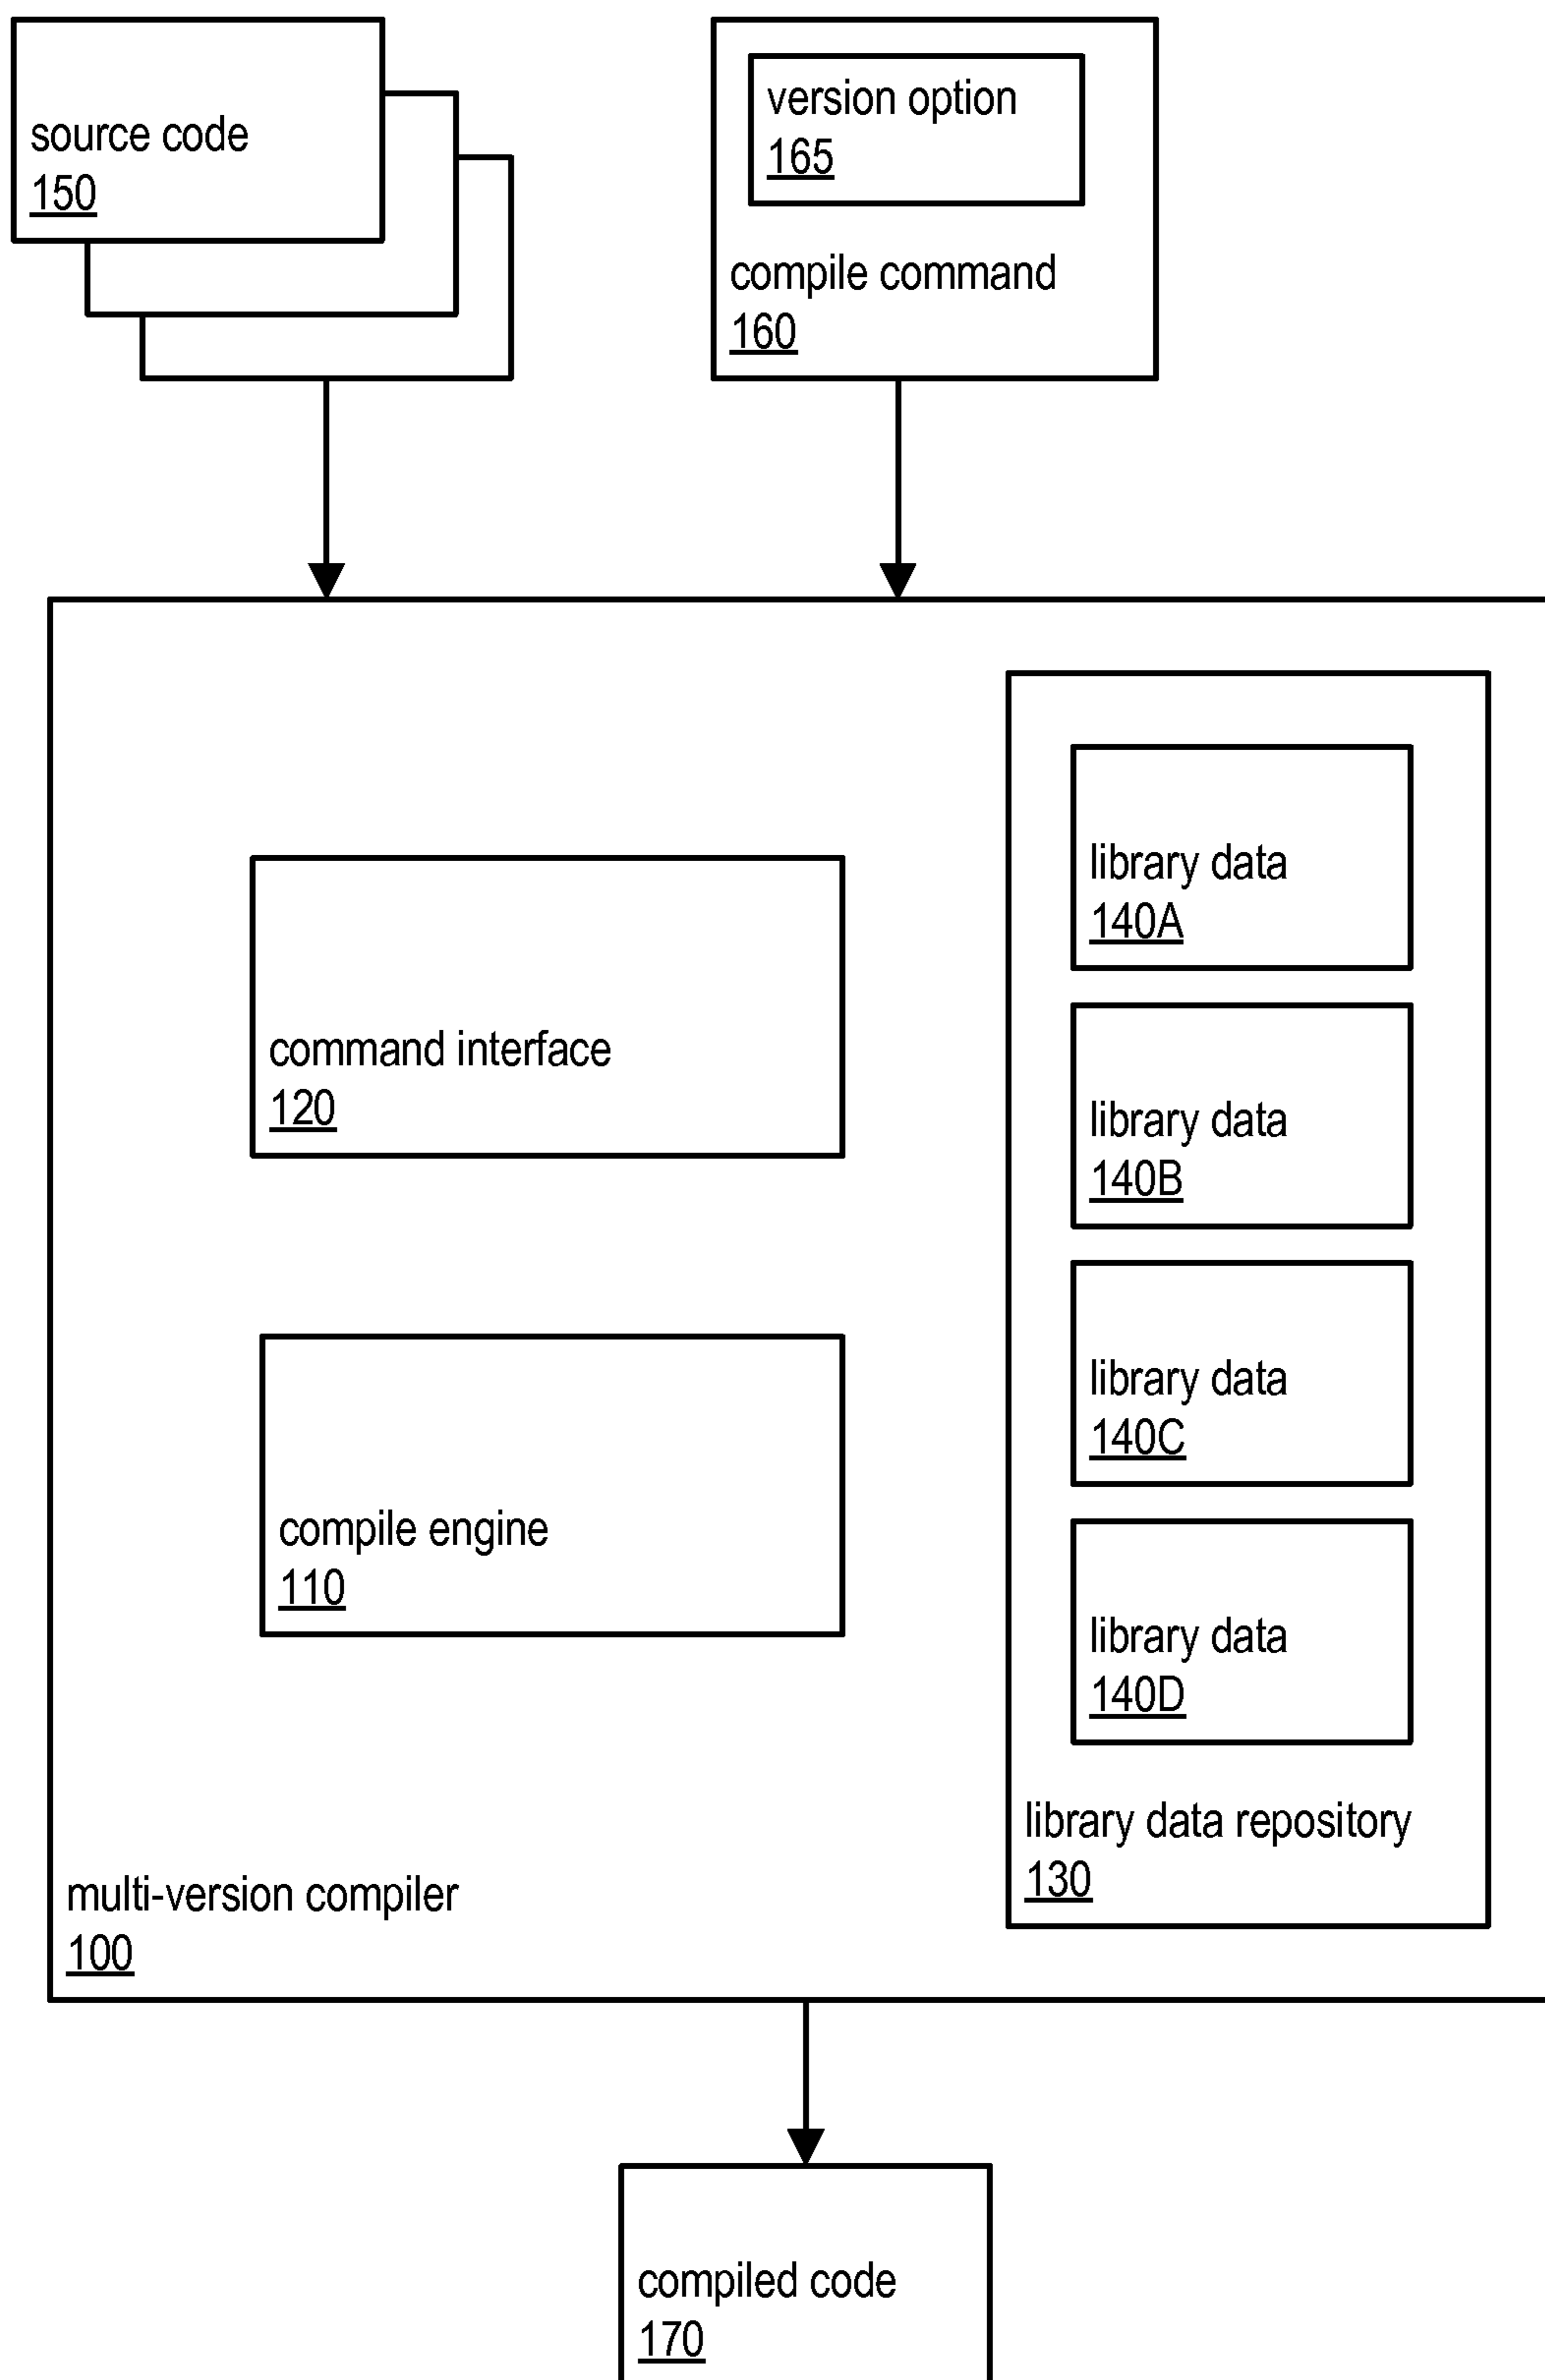 source code
150
version option
165
compile command
160
library data
140A
command interface
120
library data
140B
library data
140C
compile engine
110
library data
140D
library data repository
130
multi-version compiler
100
compiled code
170